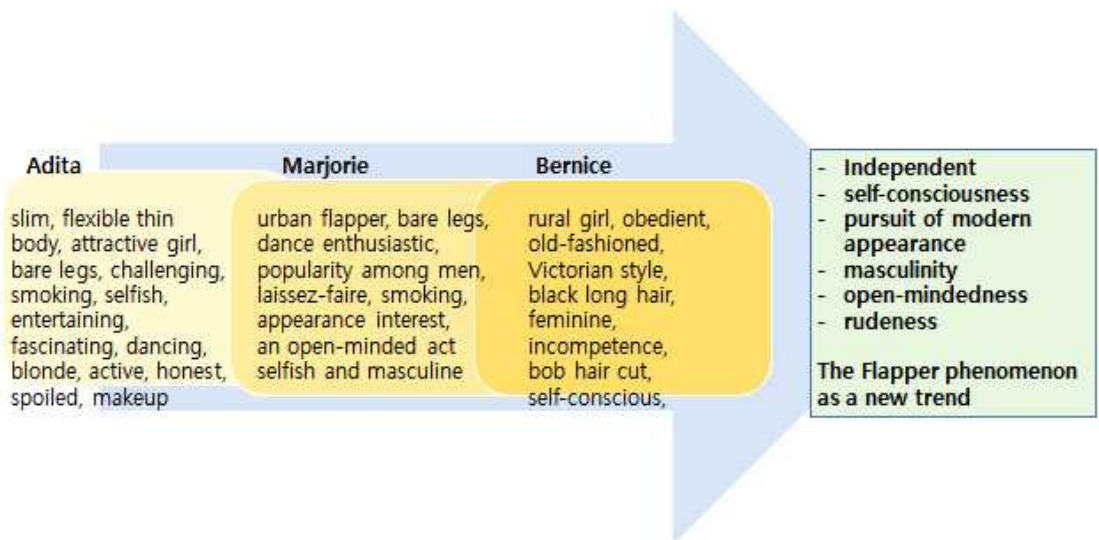 Adita
slim, flexible thin
body, attractive girl,
bare legs, challenging,
smoking, selfish,
entertaining,
fascinating, dancing,
blonde, active, honest,
spoiled, makeup
Marjorie
urban flapper, bare legs,
dance enthusiastic,
popularity among men,
laissez-faire, smoking,
appearance interest,
an open-minded act
selfish and masculine
Bernice
rural girl, obedient,
old-fashioned,
Victorian style,
black long hair,
feminine,
incompetence,
bob hair cut,
self-conscious,
- Independent
- self-consciousness
- pursuit of modern
appearance
- masculinity
- open-mindedness
- rudeness
The Flapper phenomenon
as a new trend